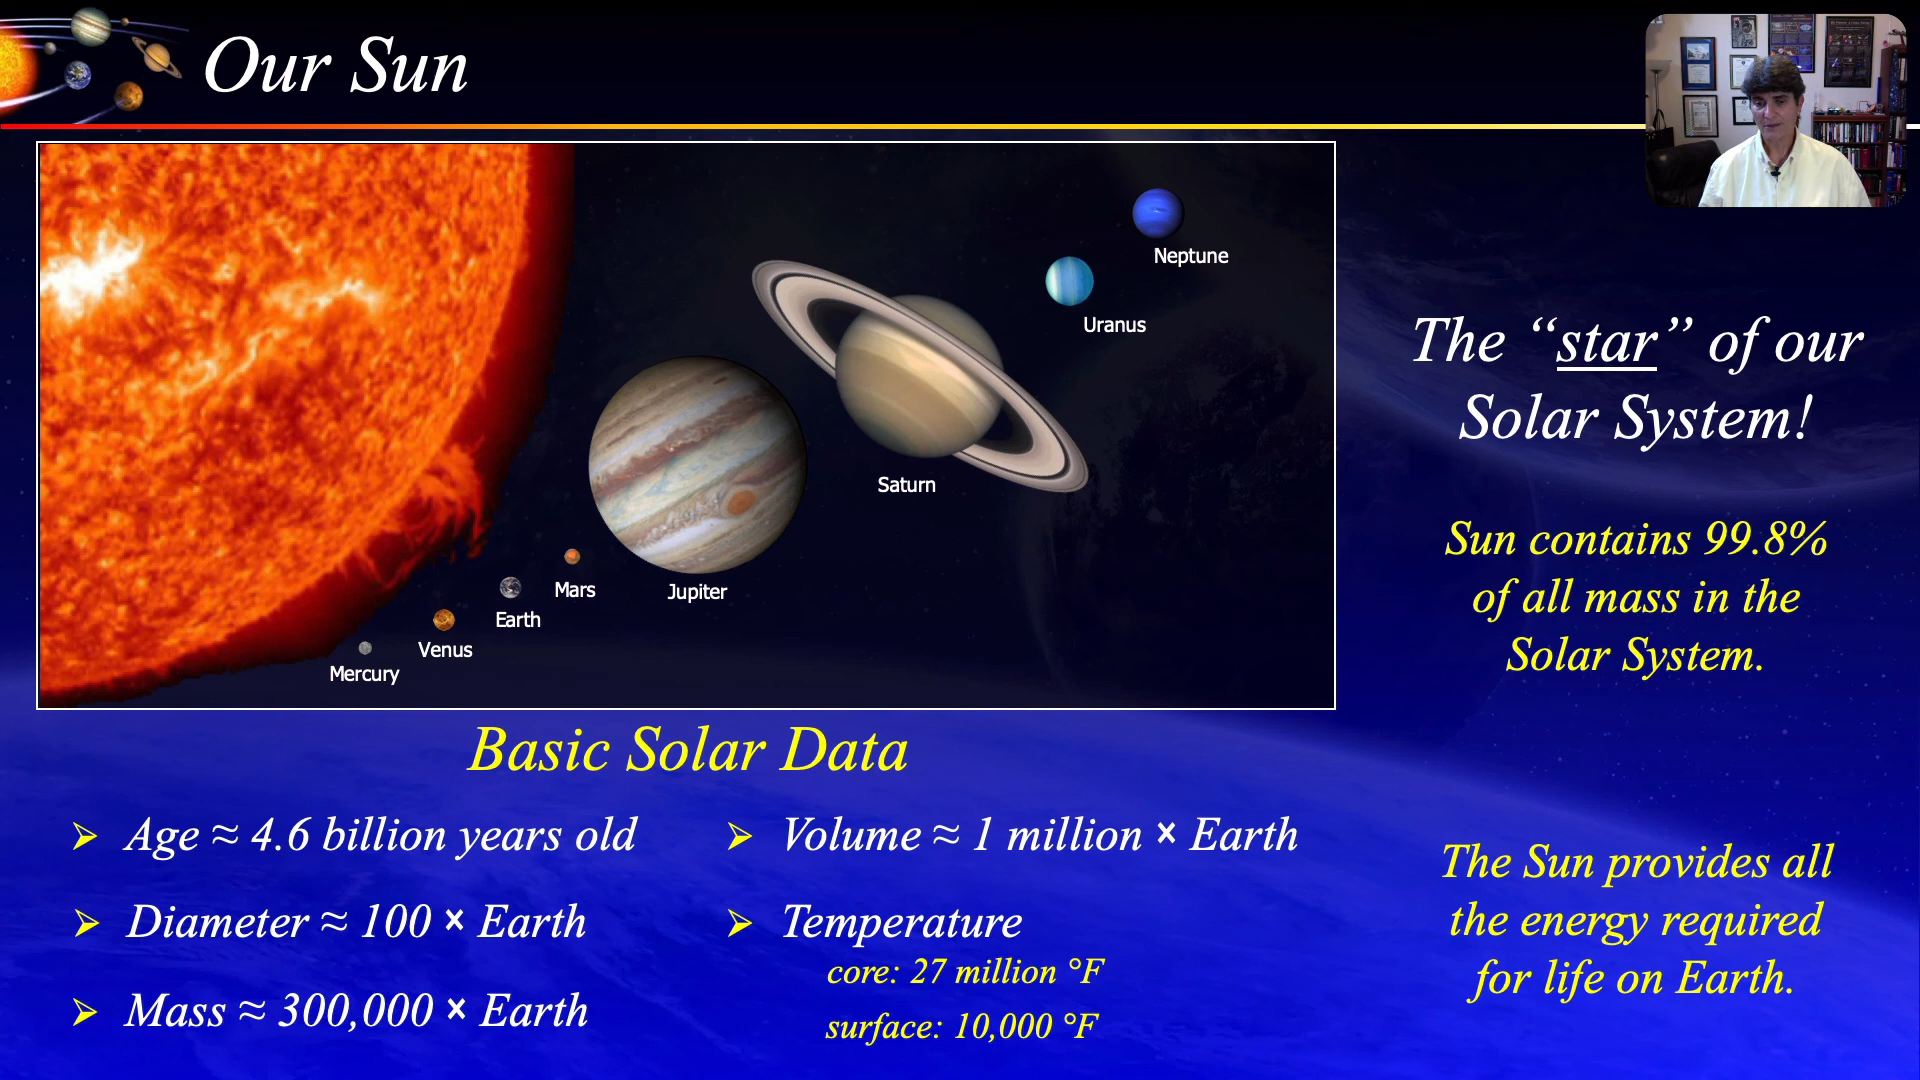 Our Sun
Neptune
Uranus
Saturn
Jupiter
Mars
Earth
Venus
Mercury
The “star” of our
Solar System!
Sun contains 99.8%
of all mass in the
Solar System.
Basic Solar Data
➢ Age ≈ 4.6 billion years old
➢ Diameter ≈ 100 × Earth
➢ Mass ≈ 300,000 × Earth
➢ Volume ≈ 1 million × Earth
➢ Temperature
core: 27 million °F
surface: 10,000 °F
The Sun provides all
the energy required
for life on Earth.